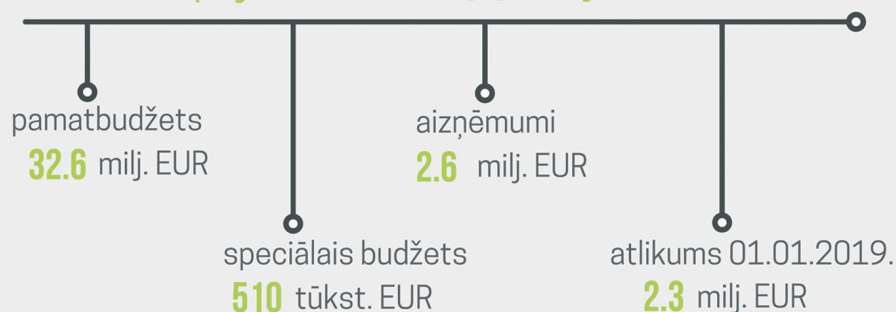 pamatbudžets
32.6 milj. EUR
aizņēmumi
2.6 milj. EUR
speciālais budžets
510 tūkst. EUR
atlikums 01.01.2019.
2.3 milj. EUR